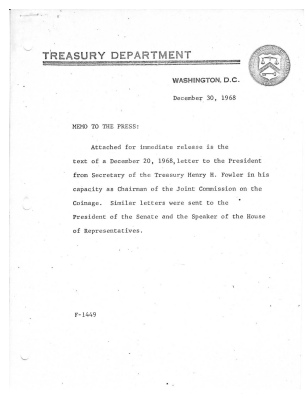 TREASURY DEPARTMENT
WASHINGTON, D.C.
December 30, 1968
MEMO TO THE PRESS:
Attached for immediate release is the
text of a December 20, 1968, letter to the President
from Secretary of the Treasury Henry H. Fowler in his
capacity as Chairman of the Joint Commission on the
Coinage. Similar letters were sent to the
President of the Senate and the Speaker of the House
of Representatives.
F-1449